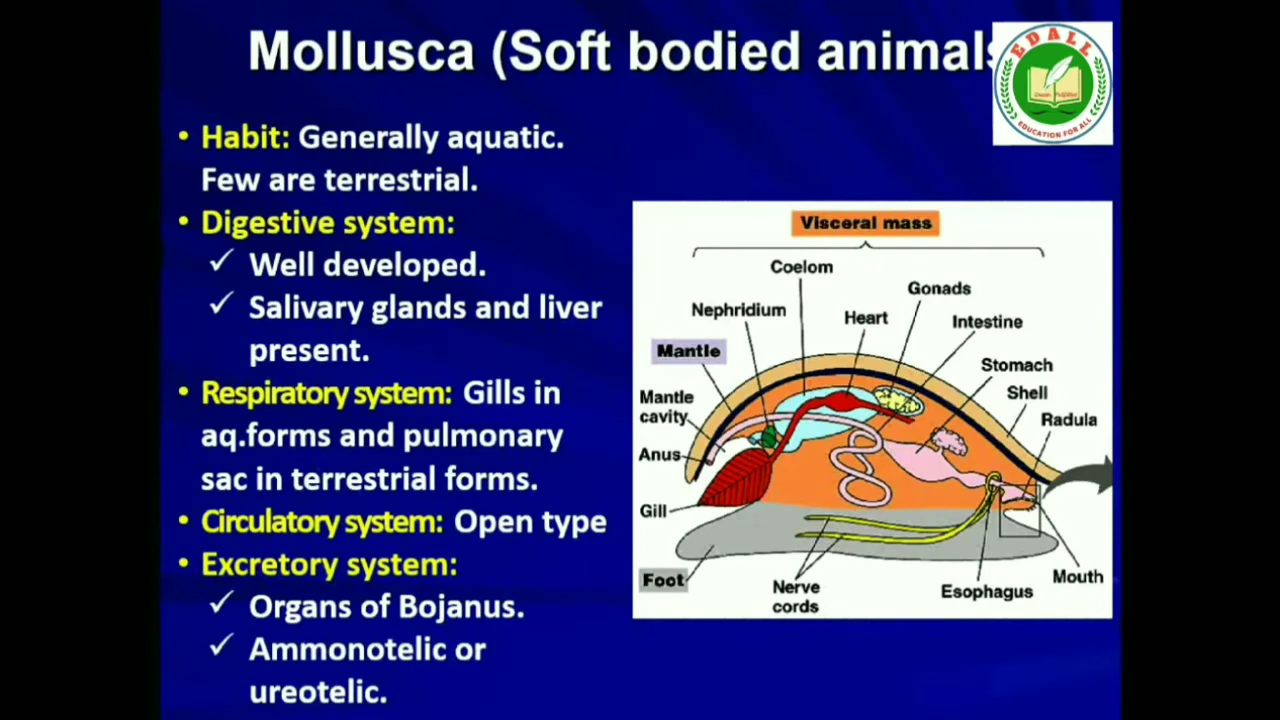 Mollusca (Soft bodied animals
EDALL
EDUCATION FOR ALL
• Habit: Generally aquatic.
Few are terrestrial.
• Digestive system:
✓ Well developed.
✓ Salivary glands and liver
present.
• Respiratory system: Gills in
aq.forms and pulmonary
sac in terrestrial forms.
• Circulatory system: Open type
• Excretory system:
✓ Organs of Bojanus.
✓ Ammonotelic or
ureotelic.
Visceral mass
Coelom
Gonads
Nephridium
Heart
Intestine
Mantle
Stomach
Shell
Mantle
cavity
Radula
Anus
Gill
Foot
Nerve
cords
Esophagus
Mouth